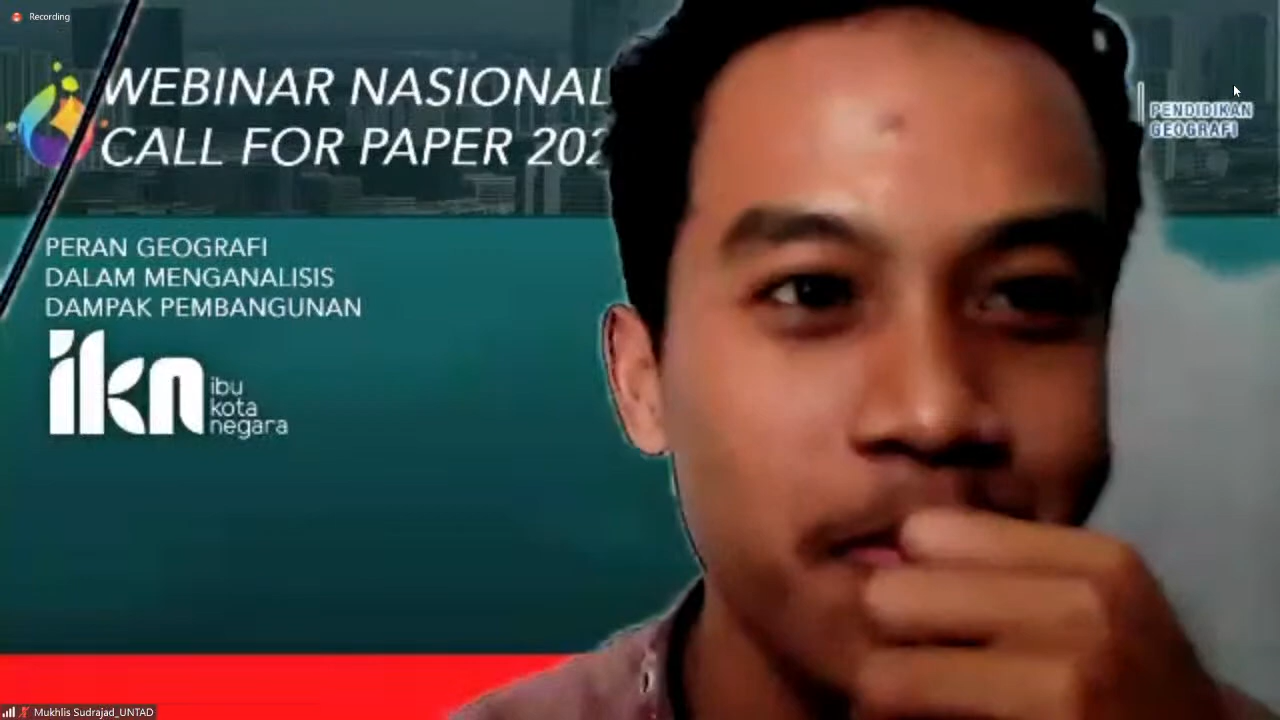 Recording
WEBINAR NASIONAL
CALL FOR PAPER 202
PENDIDIKAN
GEOGRAFI
PERAN GEOGRAFI
DALAM MENGANALISIS
DAMPAK PEMBANGUNAN
ikn
ibu
kota
negara
Mukhlis Sudrajad_UNTAD